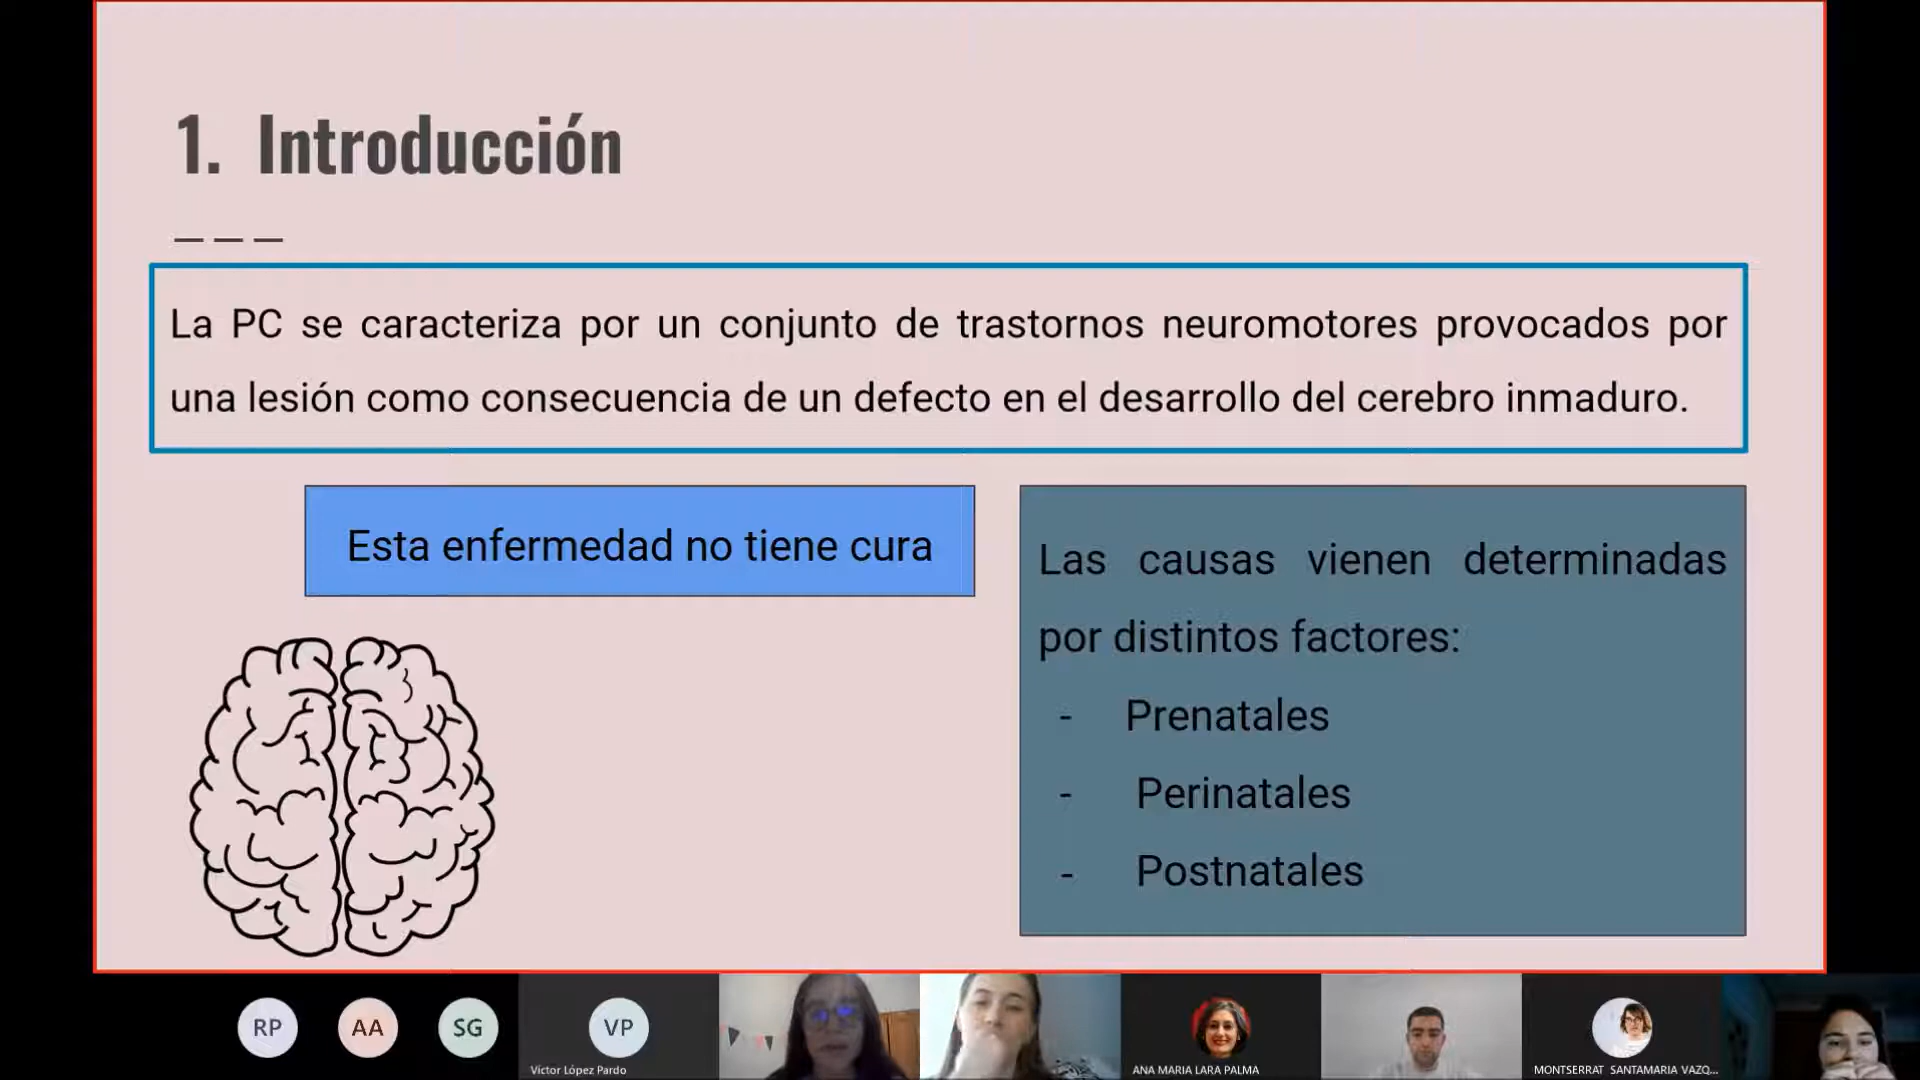 1. Introducción
La PC se caracteriza por un conjunto de trastornos neuromotores provocados por
una lesión como consecuencia de un defecto en el desarrollo del cerebro inmaduro.
Esta enfermedad no tiene cura
Las causas vienen determinadas
por distintos factores:
- Prenatales
- Perinatales
- Postnatales
RP
AA
SG
VP
Víctor López Pardo
ANA MARIA LARA PALMA
MONTSERRAT SANTAMARIA VAZQ...